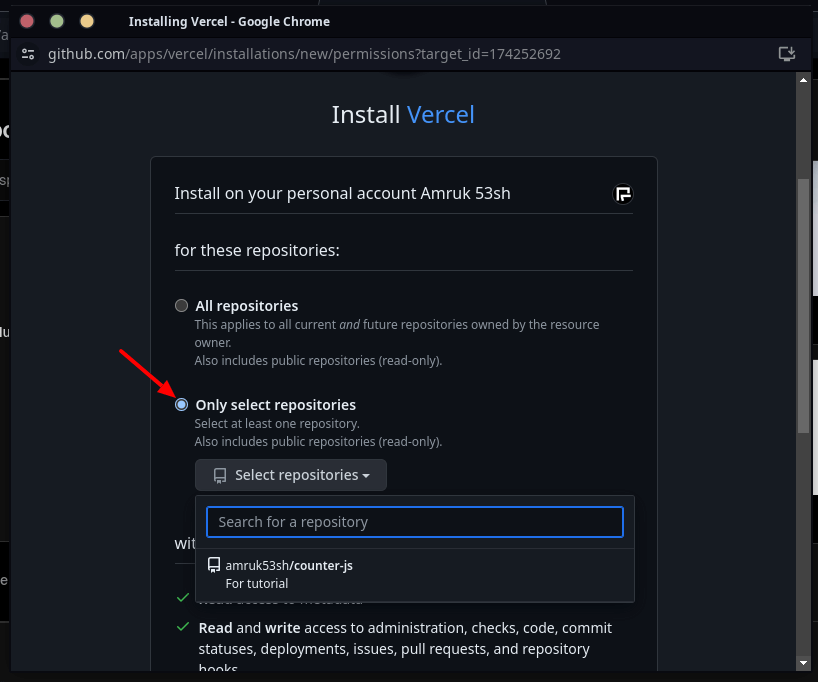 Installing Vercel - Google Chrome
github.com/apps/vercel/installations/new/permissions?target_id=174252692
Install Vercel
Install on your personal account Amruk 53sh
for these repositories:
All repositories
This applies to all current and future repositories owned by the resource
owner.
Also includes public repositories (read-only).
Only select repositories
Select at least one repository.
Also includes public repositories (read-only).
Select repositories
Search for a repository
amruk53sh/counter-js
For tutorial
Read and write access to administration, checks, code, commit
statuses, deployments, issues, pull requests, and repository
hooks